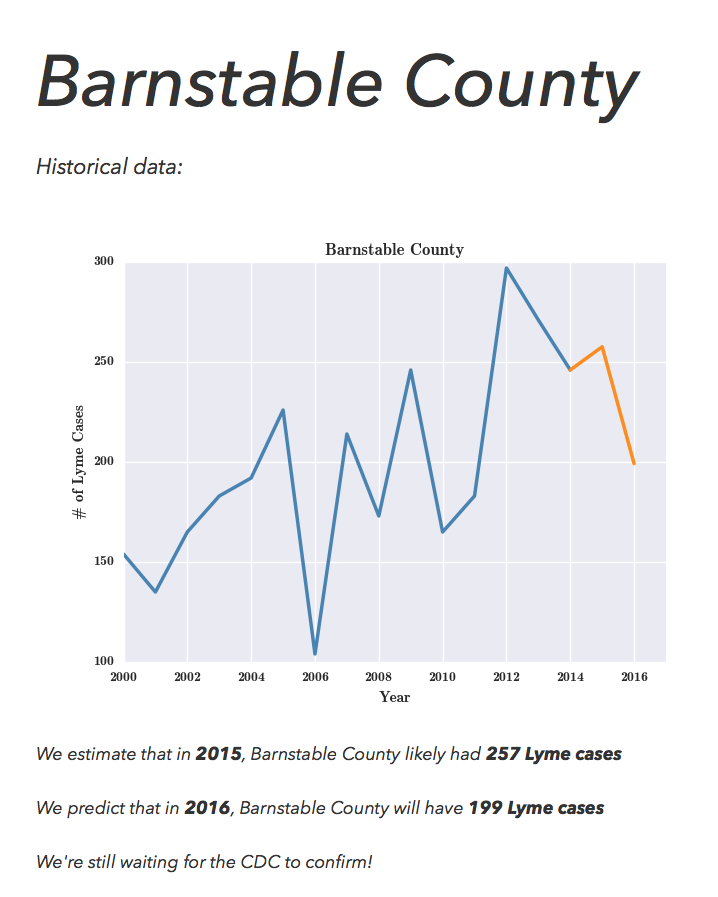 Barnstable County
Historical data:
Barnstable County
300
250
200
150
100
# of Lyme Cases
2000 2002 2004 2006 2008 2010 2012 2014 2016
Year
We estimate that in 2015, Barnstable County likely had 257 Lyme cases
We predict that in 2016, Barnstable County will have 199 Lyme cases
We're still waiting for the CDC to confirm!